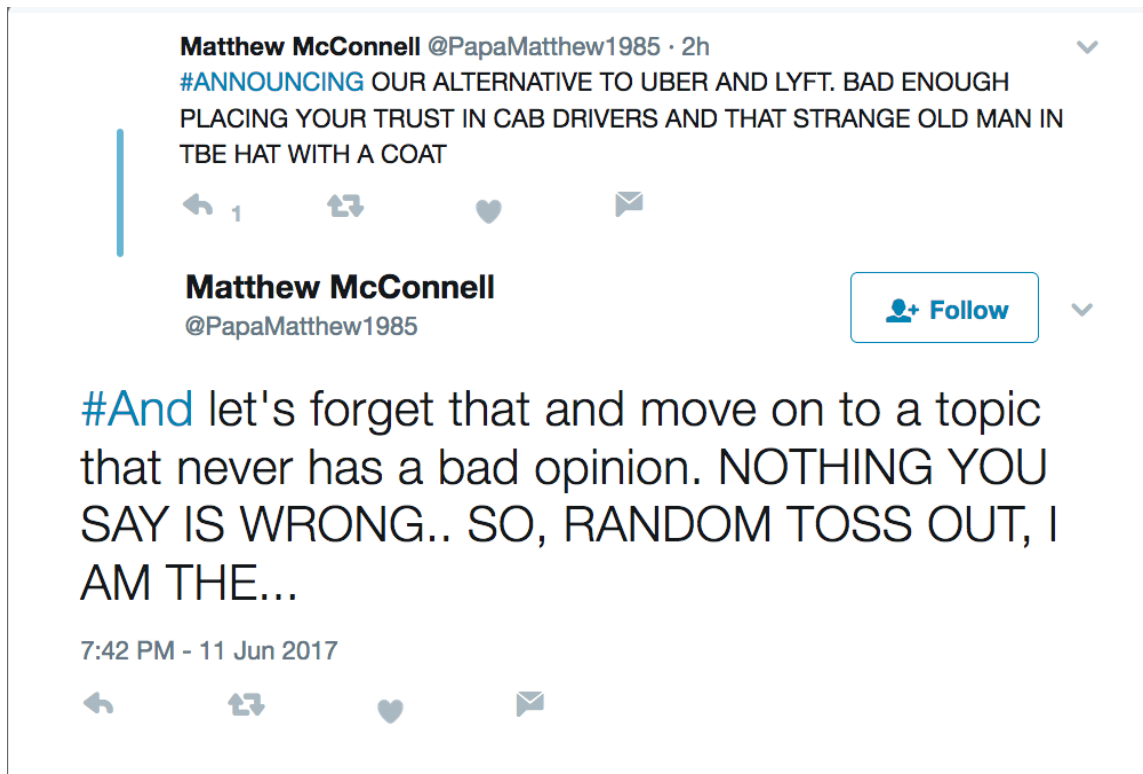 Matthew McConnell @PapaMatthew1985 · 2h
#ANNOUNCING OUR ALTERNATIVE TO UBER AND LYFT. BAD ENOUGH
PLACING YOUR TRUST IN CAB DRIVERS AND THAT STRANGE OLD MAN IN
TBE HAT WITH A COAT
1
Matthew McConnell
@PapaMatthew1985
Follow
#And let's forget that and move on to a topic
that never has a bad opinion. NOTHING YOU
SAY IS WRONG.. SO, RANDOM TOSS OUT, I
AM THE...
7:42 PM - 11 Jun 2017